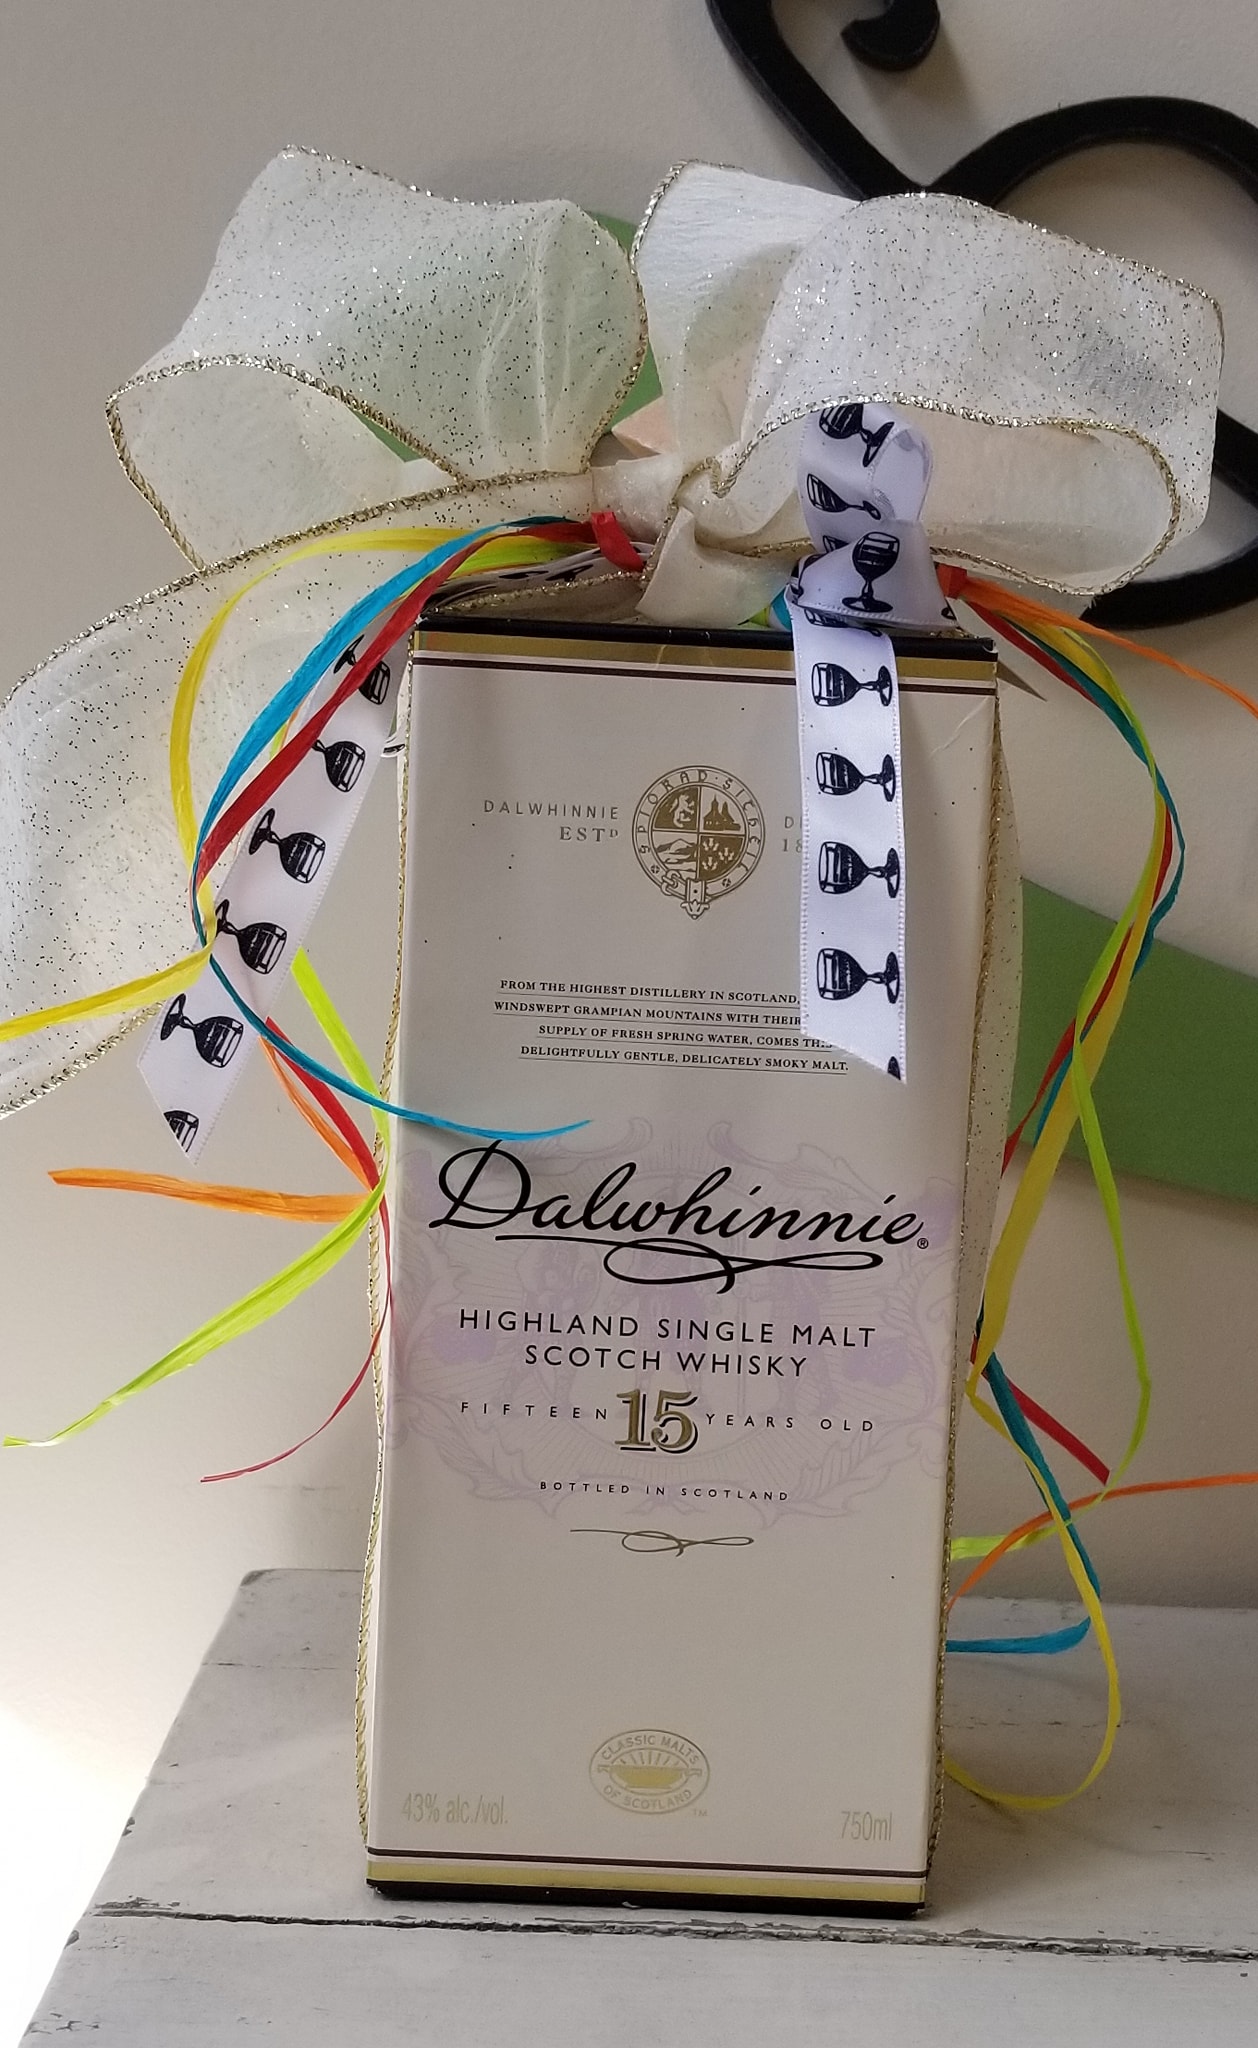 DALWHINNIE
ESTD
FROM THE HIGHEST DISTILLERY IN SCOTLAND,
WINDSWEPT GRAMPIAN MOUNTAINS WITH THEIR
SUPPLY OF FRESH SPRING WATER, COMES THIS
DELIGHTFULLY GENTLE, DELICATELY SMOKY MALT.
Dalwhinnie®
HIGHLAND SINGLE MALT
SCOTCH WHISKY
FIFTEEN 15 YEARS OLD
BOTTLED IN SCOTLAND
CLASSIC MALTS
OF SCOTLAND ™
43% alc./vol. 750ml